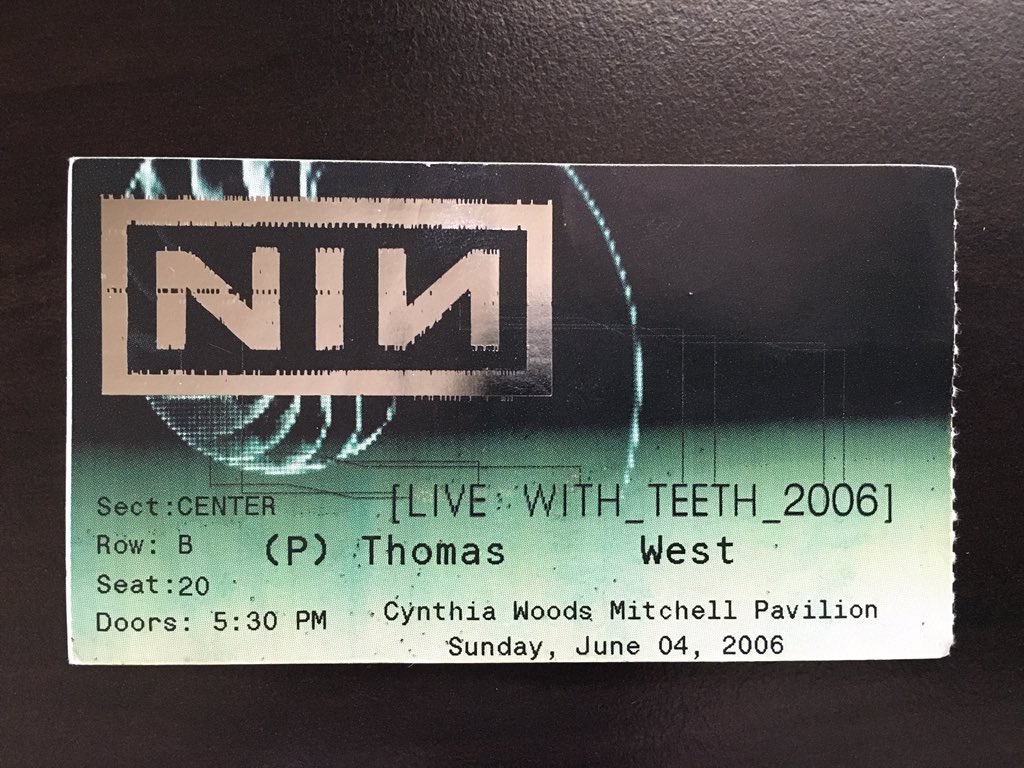 NIN
[LIVE WITH_TEETH_2006]
Sect:CENTER
Row: B
(P) Thomas West
Seat:20
Doors: 5:30 PM
Cynthia Woods Mitchell Pavilion
Sunday, June 04, 2006